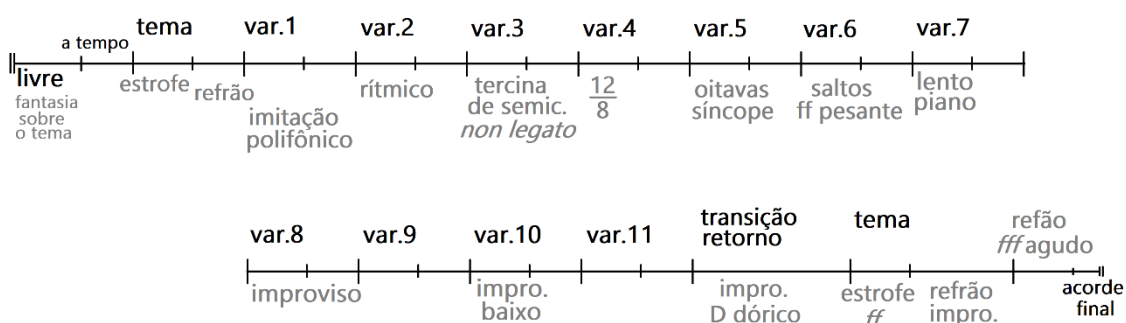 a tempo tema var.1 var.2 var.3 var.4 var.5 var.6 var.7
livre estrofe refrão rítmico tercina 12 oitavas saltos lento
fantasia imitação de semic. 8 síncope ff pesante piano
sobre polifônico non legato
o tema
var.8 var.9 var.10 var.11 transição tema refão
retorno fff agudo
improviso impro. impro. estrofe refrão acorde
baixo D dórico ff impro. final